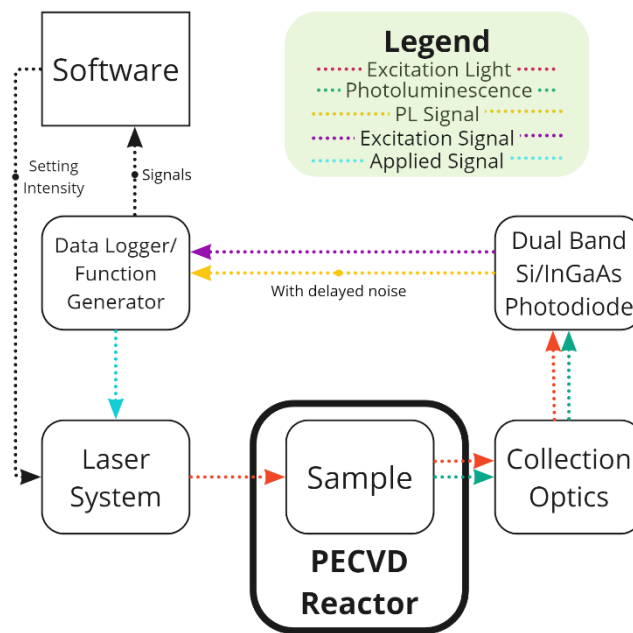 Software
Legend
Excitation Light
Photoluminescence
PL Signal
Excitation Signal
Applied Signal
Setting
Intensity
Signals
Data Logger/
Function
Generator
With delayed noise
Dual Band
Si/InGaAs
Photodiode
Laser
System
Sample
Collection
Optics
PECVD
Reactor